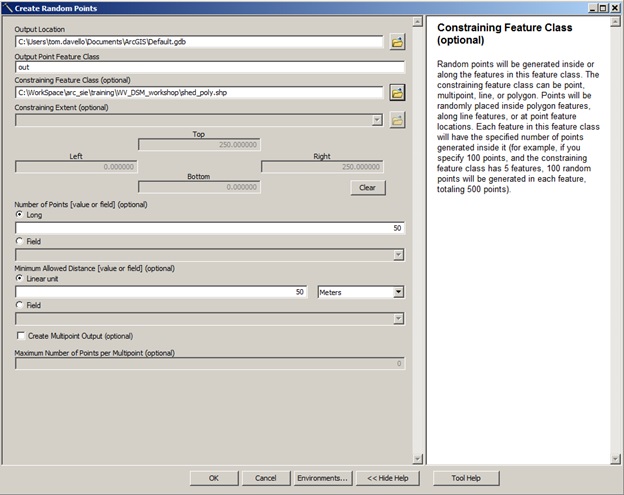 Create Random Points
Output Location
C:\Users\tom.davello\Documents\ArcGIS\Default.gdb
Output Point Feature Class
out
Constraining Feature Class (optional)
C:\WorkSpace\arc_sie\training\WV_DSM_workshop\shed_poly.shp
Constraining Extent (optional)
Top
250.000000
Left
Right
0.000000
250.000000
Bottom
0.000000
Clear
Number of Points [value or field] (optional)
Long
50
Field
Minimum Allowed Distance [value or field] (optional)
Linear unit
50 Meters
Field
Create Multipoint Output (optional)
Maximum Number of Points per Multipoint (optional)
0
OK Cancel Environments... << Hide Help Tool Help
Constraining Feature Class
(optional)
Random points will be generated inside or
along the features in this feature class. The
constraining feature class can be point,
multipoint, line, or polygon. Points will be
randomly placed inside polygon features,
along line features, or at point feature
locations. Each feature in this feature class
will have the specified number of points
generated inside it (for example, if you
specify 100 points, and the constraining
feature class has 5 features, 100 random
points will be generated in each feature,
totaling 500 points).